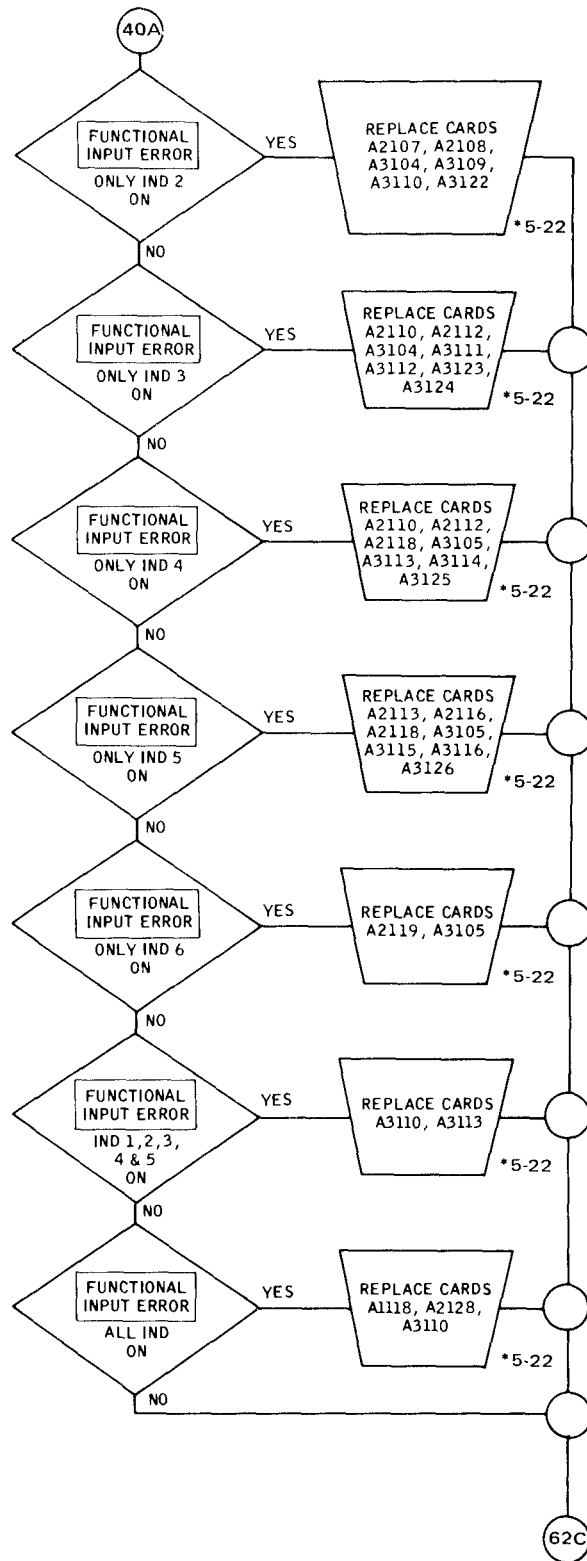 40A
FUNCTIONAL
INPUT ERROR
ONLY IND 2
ON
YES
REPLACE CARDS
A2107, A2108,
A3104, A3109,
A3110, A3122
*5-22
NO
FUNCTIONAL
INPUT ERROR
ONLY IND 3
ON
YES
REPLACE CARDS
A2110, A2112,
A3104, A3111,
A3112, A3123,
A3124
*5-22
NO
FUNCTIONAL
INPUT ERROR
ONLY IND 4
ON
YES
REPLACE CARDS
A2110, A2112,
A2118, A3105,
A3113, A3114,
A3125
*5-22
NO
FUNCTIONAL
INPUT ERROR
ONLY IND 5
ON
YES
REPLACE CARDS
A2113, A2116,
A2118, A3105,
A3115, A3116,
A3126
*5-22
NO
FUNCTIONAL
INPUT ERROR
ONLY IND 6
ON
YES
REPLACE CARDS
A2119, A3105
*5-22
NO
FUNCTIONAL
INPUT ERROR
IND 1,2,3,
4 & 5
ON
YES
REPLACE CARDS
A3110, A3113
*5-22
NO
FUNCTIONAL
INPUT ERROR
ALL IND
ON
YES
REPLACE CARDS
A1118, A2128,
A3110
*5-22
NO
62C